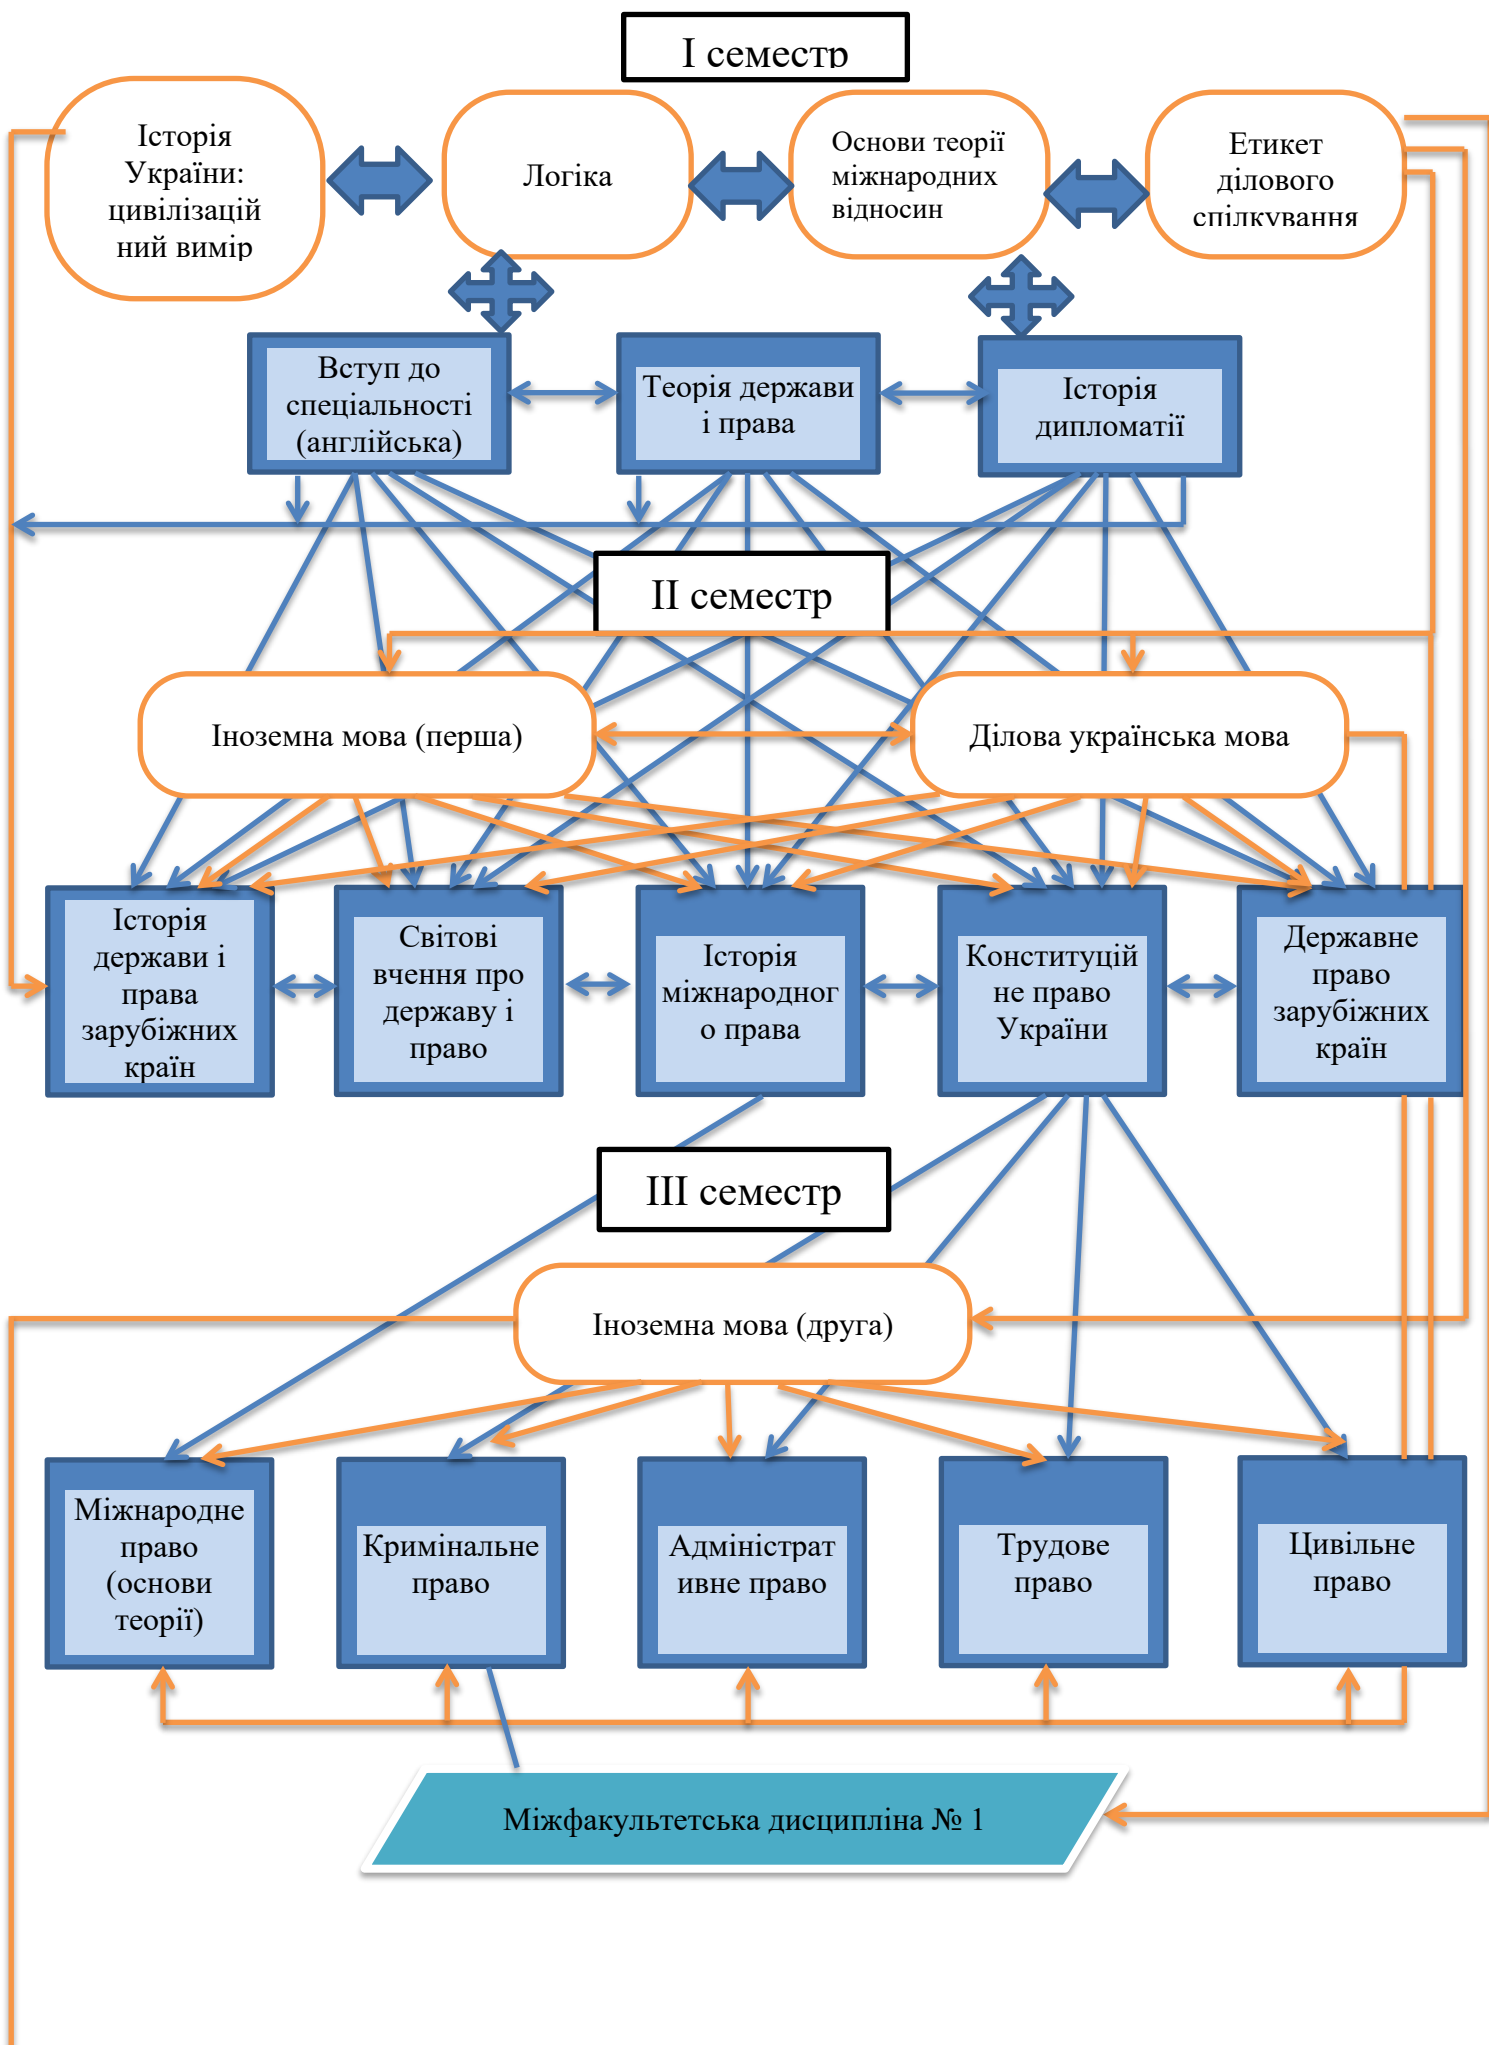 І семестр
Історія
України:
цивілізацій
ний вимір
Логіка
Основи теорії
міжнародних
відносин
Етикет
ділового
спілкування
Вступ до
спеціальності
(англійська)
Теорія держави
і права
Історія
дипломатії
ІІ семестр
Іноземна мова (перша)
Ділова українська мова
Історія
держави і
права
зарубіжних
країн
Світові
вчення про
державу і
право
Історія
міжнародног
о права
Конституцій
не право
України
Державне
право
зарубіжних
країн
ІІІ семестр
Іноземна мова (друга)
Міжнародне
право
(основи
теорії)
Кримінальне
право
Адміністрат
ивне право
Трудове
право
Цивільне
право
Міжфакультетська дисципліна № 1